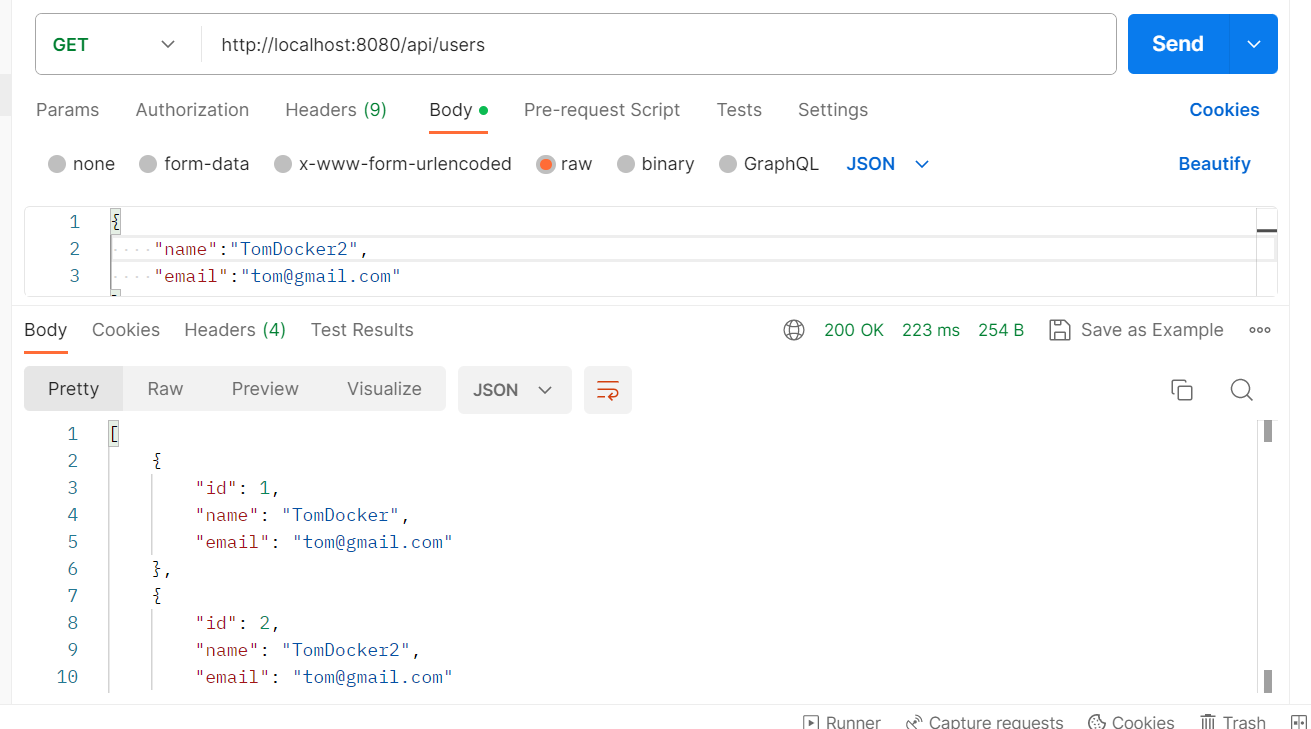 GET http://localhost:8080/api/users Send
Params Authorization Headers (9) Body Pre-request Script Tests Settings Cookies
none form-data x-www-form-urlencoded raw binary GraphQL JSON Beautify
1 {
2 "name":"TomDocker2",
3 "email":"tom@gmail.com"
Body Cookies Headers (4) Test Results 200 OK 223 ms 254 B Save as Example
Pretty Raw Preview Visualize JSON
1 [
2 {
3 "id": 1,
4 "name": "TomDocker",
5 "email": "tom@gmail.com"
6 },
7 {
8 "id": 2,
9 "name": "TomDocker2",
10 "email": "tom@gmail.com"
Runner Capture requests Cookies Trash